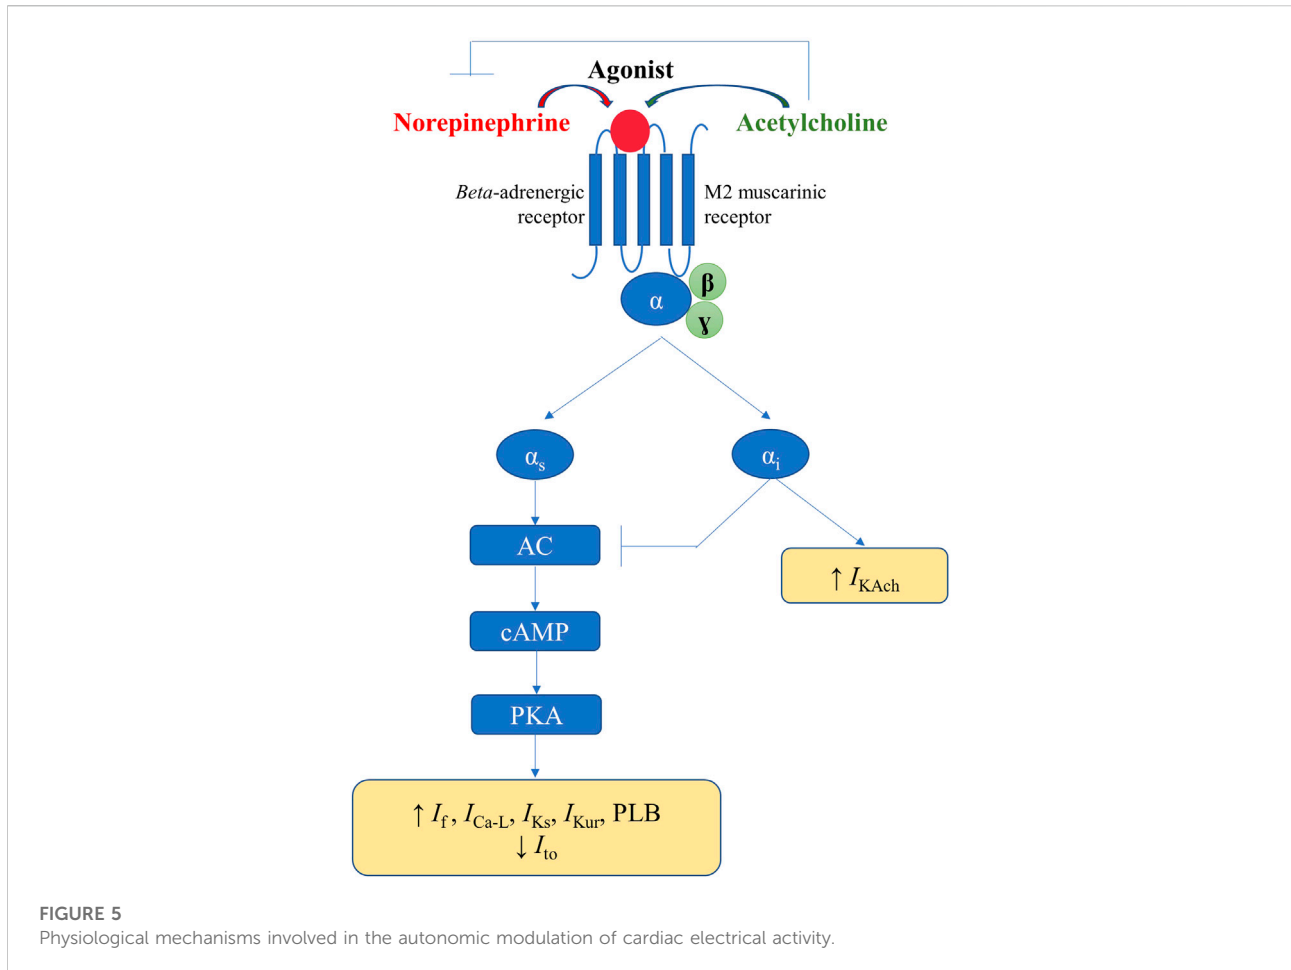 Agonist
Norepinephrine
Acetylcholine
Beta-adrenergic
receptor
M2 muscarinic
receptor
α
β
ɣ
αs
αi
AC
↑ IKAch
cAMP
PKA
↑ If, ICa-L, IKs, IKur, PLB
↓ Ito
FIGURE 5
Physiological mechanisms involved in the autonomic modulation of cardiac electrical activity.